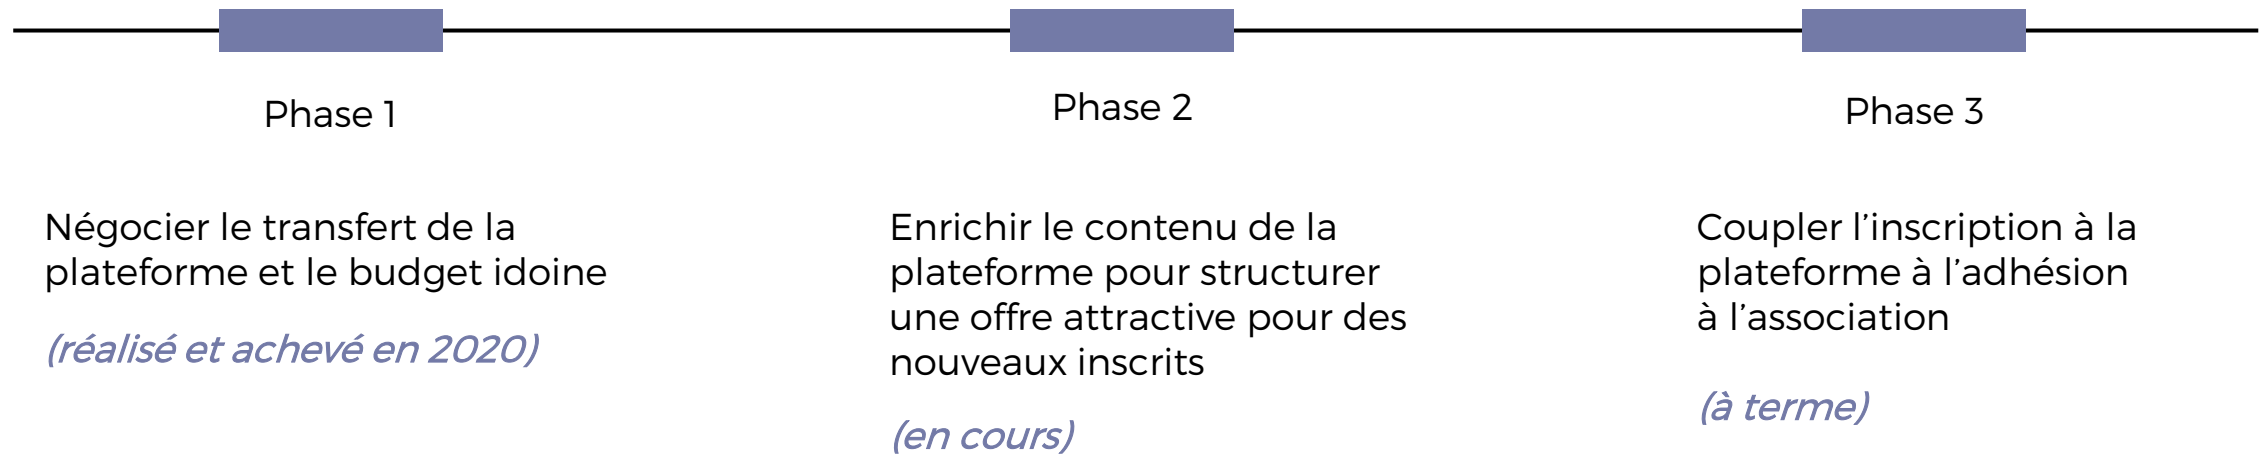 Phase 1
Négocier le transfert de la
plateforme et le budget idoine
(réalisé et achevé en 2020)
Phase 2
Enrichir le contenu de la
plateforme pour structurer
une offre attractive pour des
nouveaux inscrits
(en cours)
Phase 3
Coupler l’inscription à la
plateforme à l’adhésion
à l’association
(à terme)